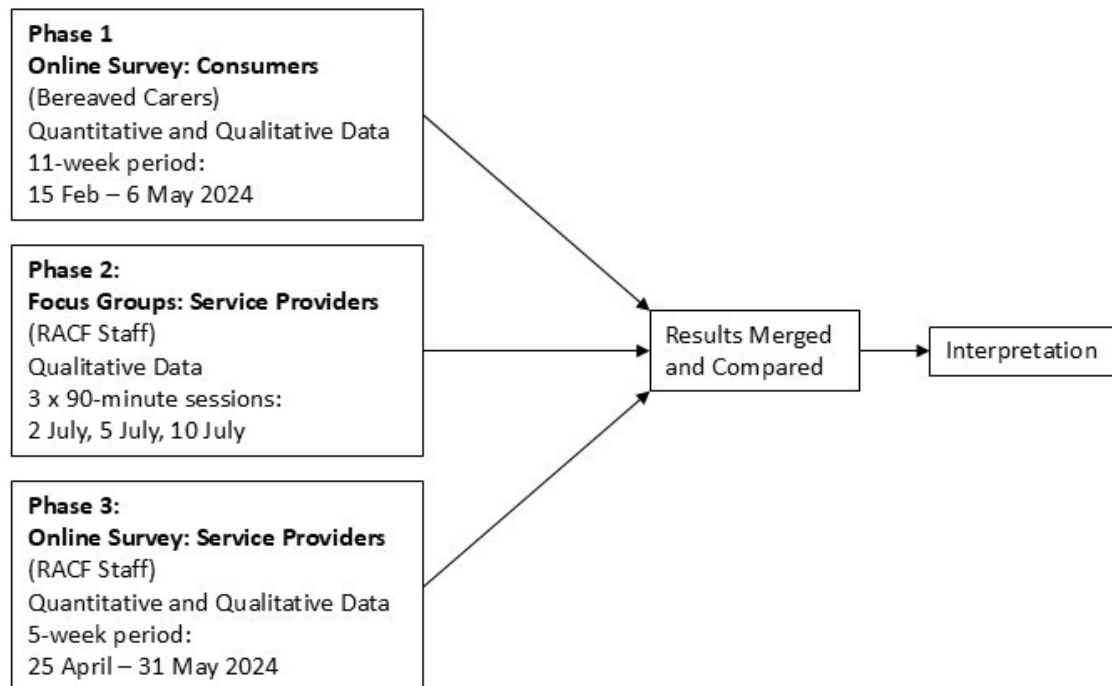 Phase 1
Online Survey: Consumers
(Bereaved Carers)
Quantitative and Qualitative Data
11-week period:
15 Feb – 6 May 2024
Phase 2:
Focus Groups: Service Providers
(RACF Staff)
Qualitative Data
3 x 90-minute sessions:
2 July, 5 July, 10 July
Phase 3:
Online Survey: Service Providers
(RACF Staff)
Quantitative and Qualitative Data
5-week period:
25 April – 31 May 2024
Results Merged
and Compared
Interpretation